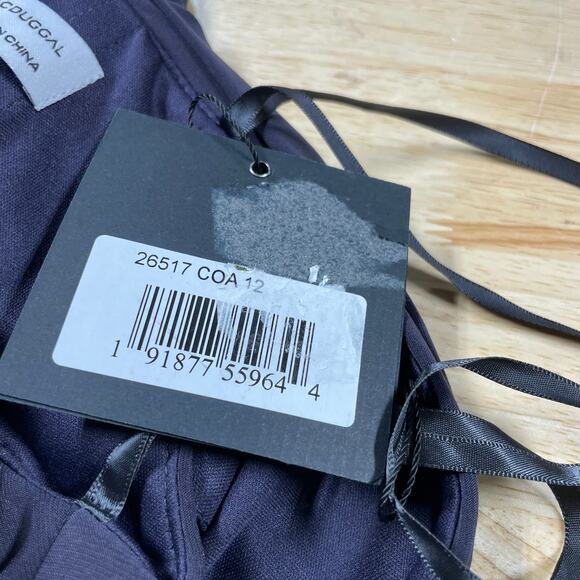 CDUGGAL
N CHINA
26517 COA 12
1 91877 55964 4